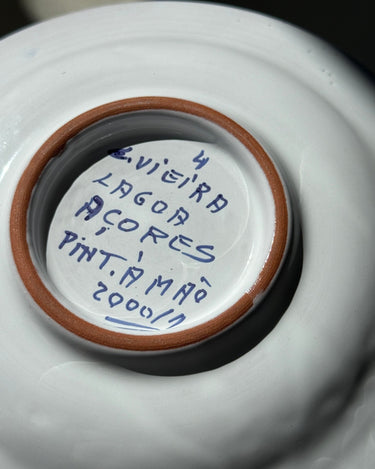 4
C.VIEIRA
LAGOA
AÇORES
PINT.À MAÕ
2000/1